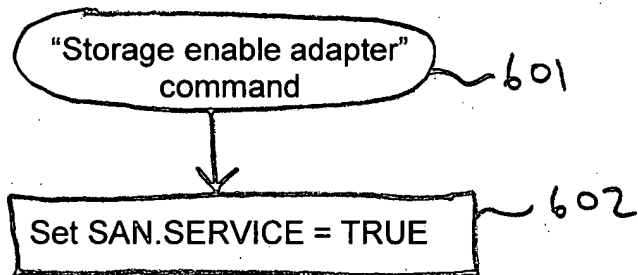 “Storage enable adapter”
command
601
Set SAN.SERVICE = TRUE
602